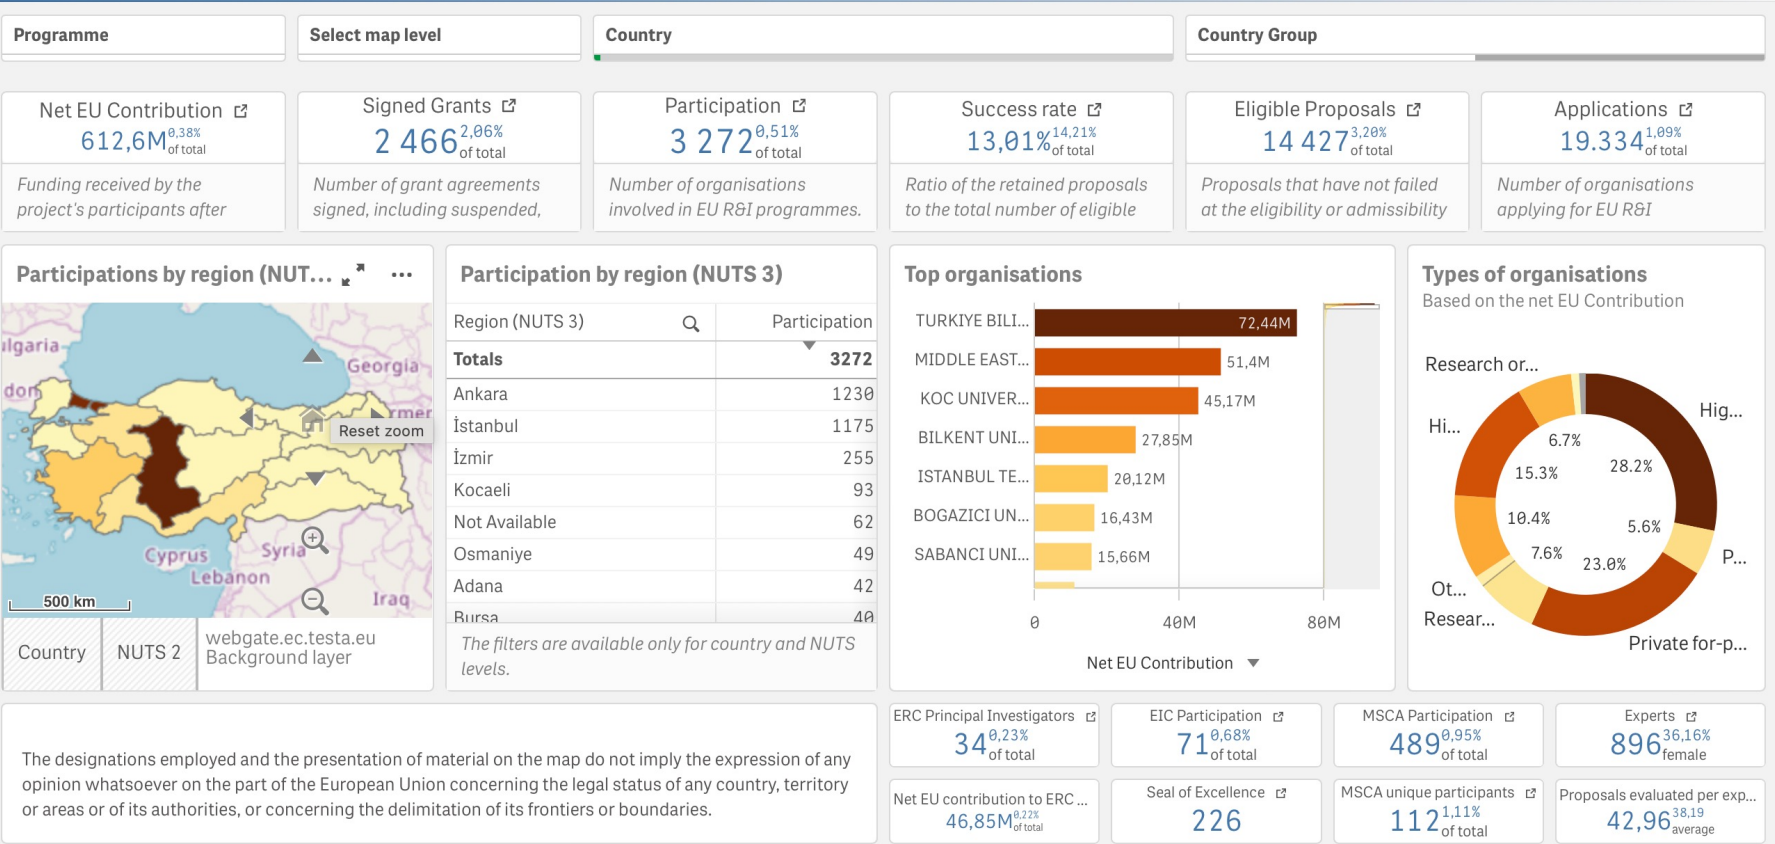 Programme
Select map level
Country
Country Group
Net EU Contribution
612,6M 0,38% of total
Funding received by the
project's participants after
Signed Grants
2 466 2,06% of total
Number of grant agreements
signed, including suspended,
Participation
3 272 0,51% of total
Number of organisations
involved in EU R&I programmes.
Success rate
13,01% 14,21% of total
Ratio of the retained proposals
to the total number of eligible
Eligible Proposals
14 427 3,20% of total
Proposals that have not failed
at the eligibility or admissibility
Applications
19.334 1,09% of total
Number of organisations
applying for EU R&I
Participations by region (NUT...
ulgaria
Georgia
don
rmen
Reset zoom
Cyprus
Syria
Lebanon
Iraq
500 km
Country
NUTS 2
webgate.ec.testa.eu
Background layer
Participation by region (NUTS 3)
Region (NUTS 3) Participation
Totals 3272
Ankara 1230
İstanbul 1175
İzmir 255
Kocaeli 93
Not Available 62
Osmaniye 49
Adana 42
Bursa 40
The filters are available only for country and NUTS
levels.
Top organisations
TURKIYE BILI... 72,44M
MIDDLE EAST... 51,4M
KOC UNIVER... 45,17M
BILKENT UNI... 27,85M
ISTANBUL TE... 20,12M
BOGAZICI UN... 16,43M
SABANCI UNI... 15,66M
0 40M 80M
Net EU Contribution
Types of organisations
Based on the net EU Contribution
Research or...
Hig...
Hi...
6.7%
28.2%
15.3%
10.4%
5.6%
7.6%
23.0%
P...
Ot...
Resear...
Private for-p...
The designations employed and the presentation of material on the map do not imply the expression of any
opinion whatsoever on the part of the European Union concerning the legal status of any country, territory
or areas or of its authorities, or concerning the delimitation of its frontiers or boundaries.
ERC Principal Investigators
34 0,23% of total
EIC Participation
71 0,68% of total
MSCA Participation
489 0,95% of total
Experts
896 36,16% female
Net EU contribution to ERC ...
46,85M 0,22% of total
Seal of Excellence
226
MSCA unique participants
112 1,11% of total
Proposals evaluated per exp...
42,96 38,19 average